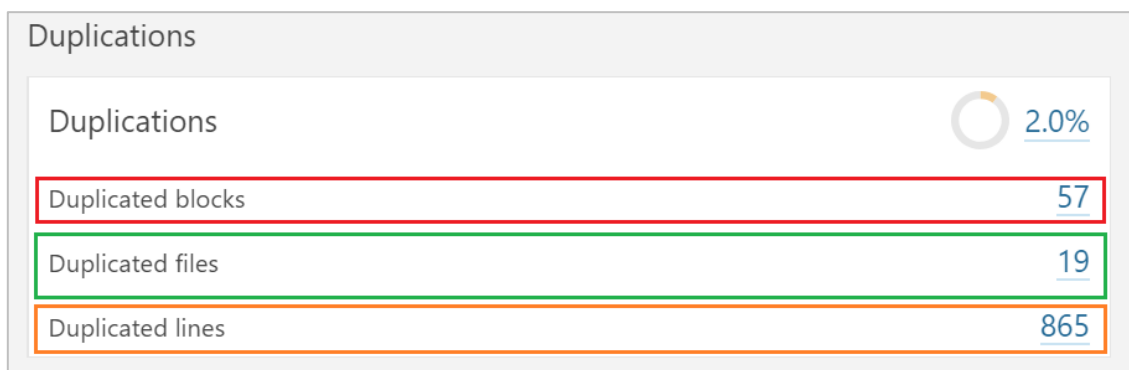 Duplications
Duplications 2.0%
Duplicated blocks 57
Duplicated files 19
Duplicated lines 865